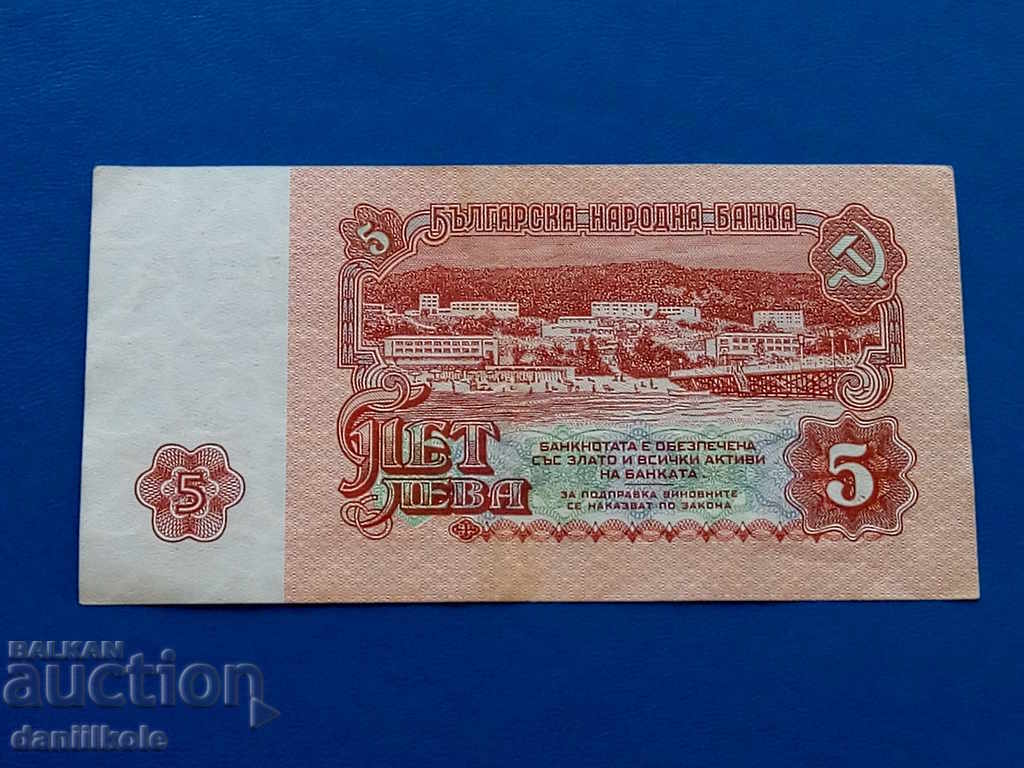 5 БЪЛГАРСКА НАРОДНА БАНКА
ПЕТ
ЛЕВА
БАНКНОТАТА Е ОБЕЗПЕЧЕНА
СЪС ЗЛАТО И ВСИЧКИ АКТИВИ
НА БАНКАТА
ЗА ПОДПРАВКА ВИНОВНИТЕ
СЕ НАКАЗВАТ ПО ЗАКОНА
5
5
BALKAN
auction
daniilkole